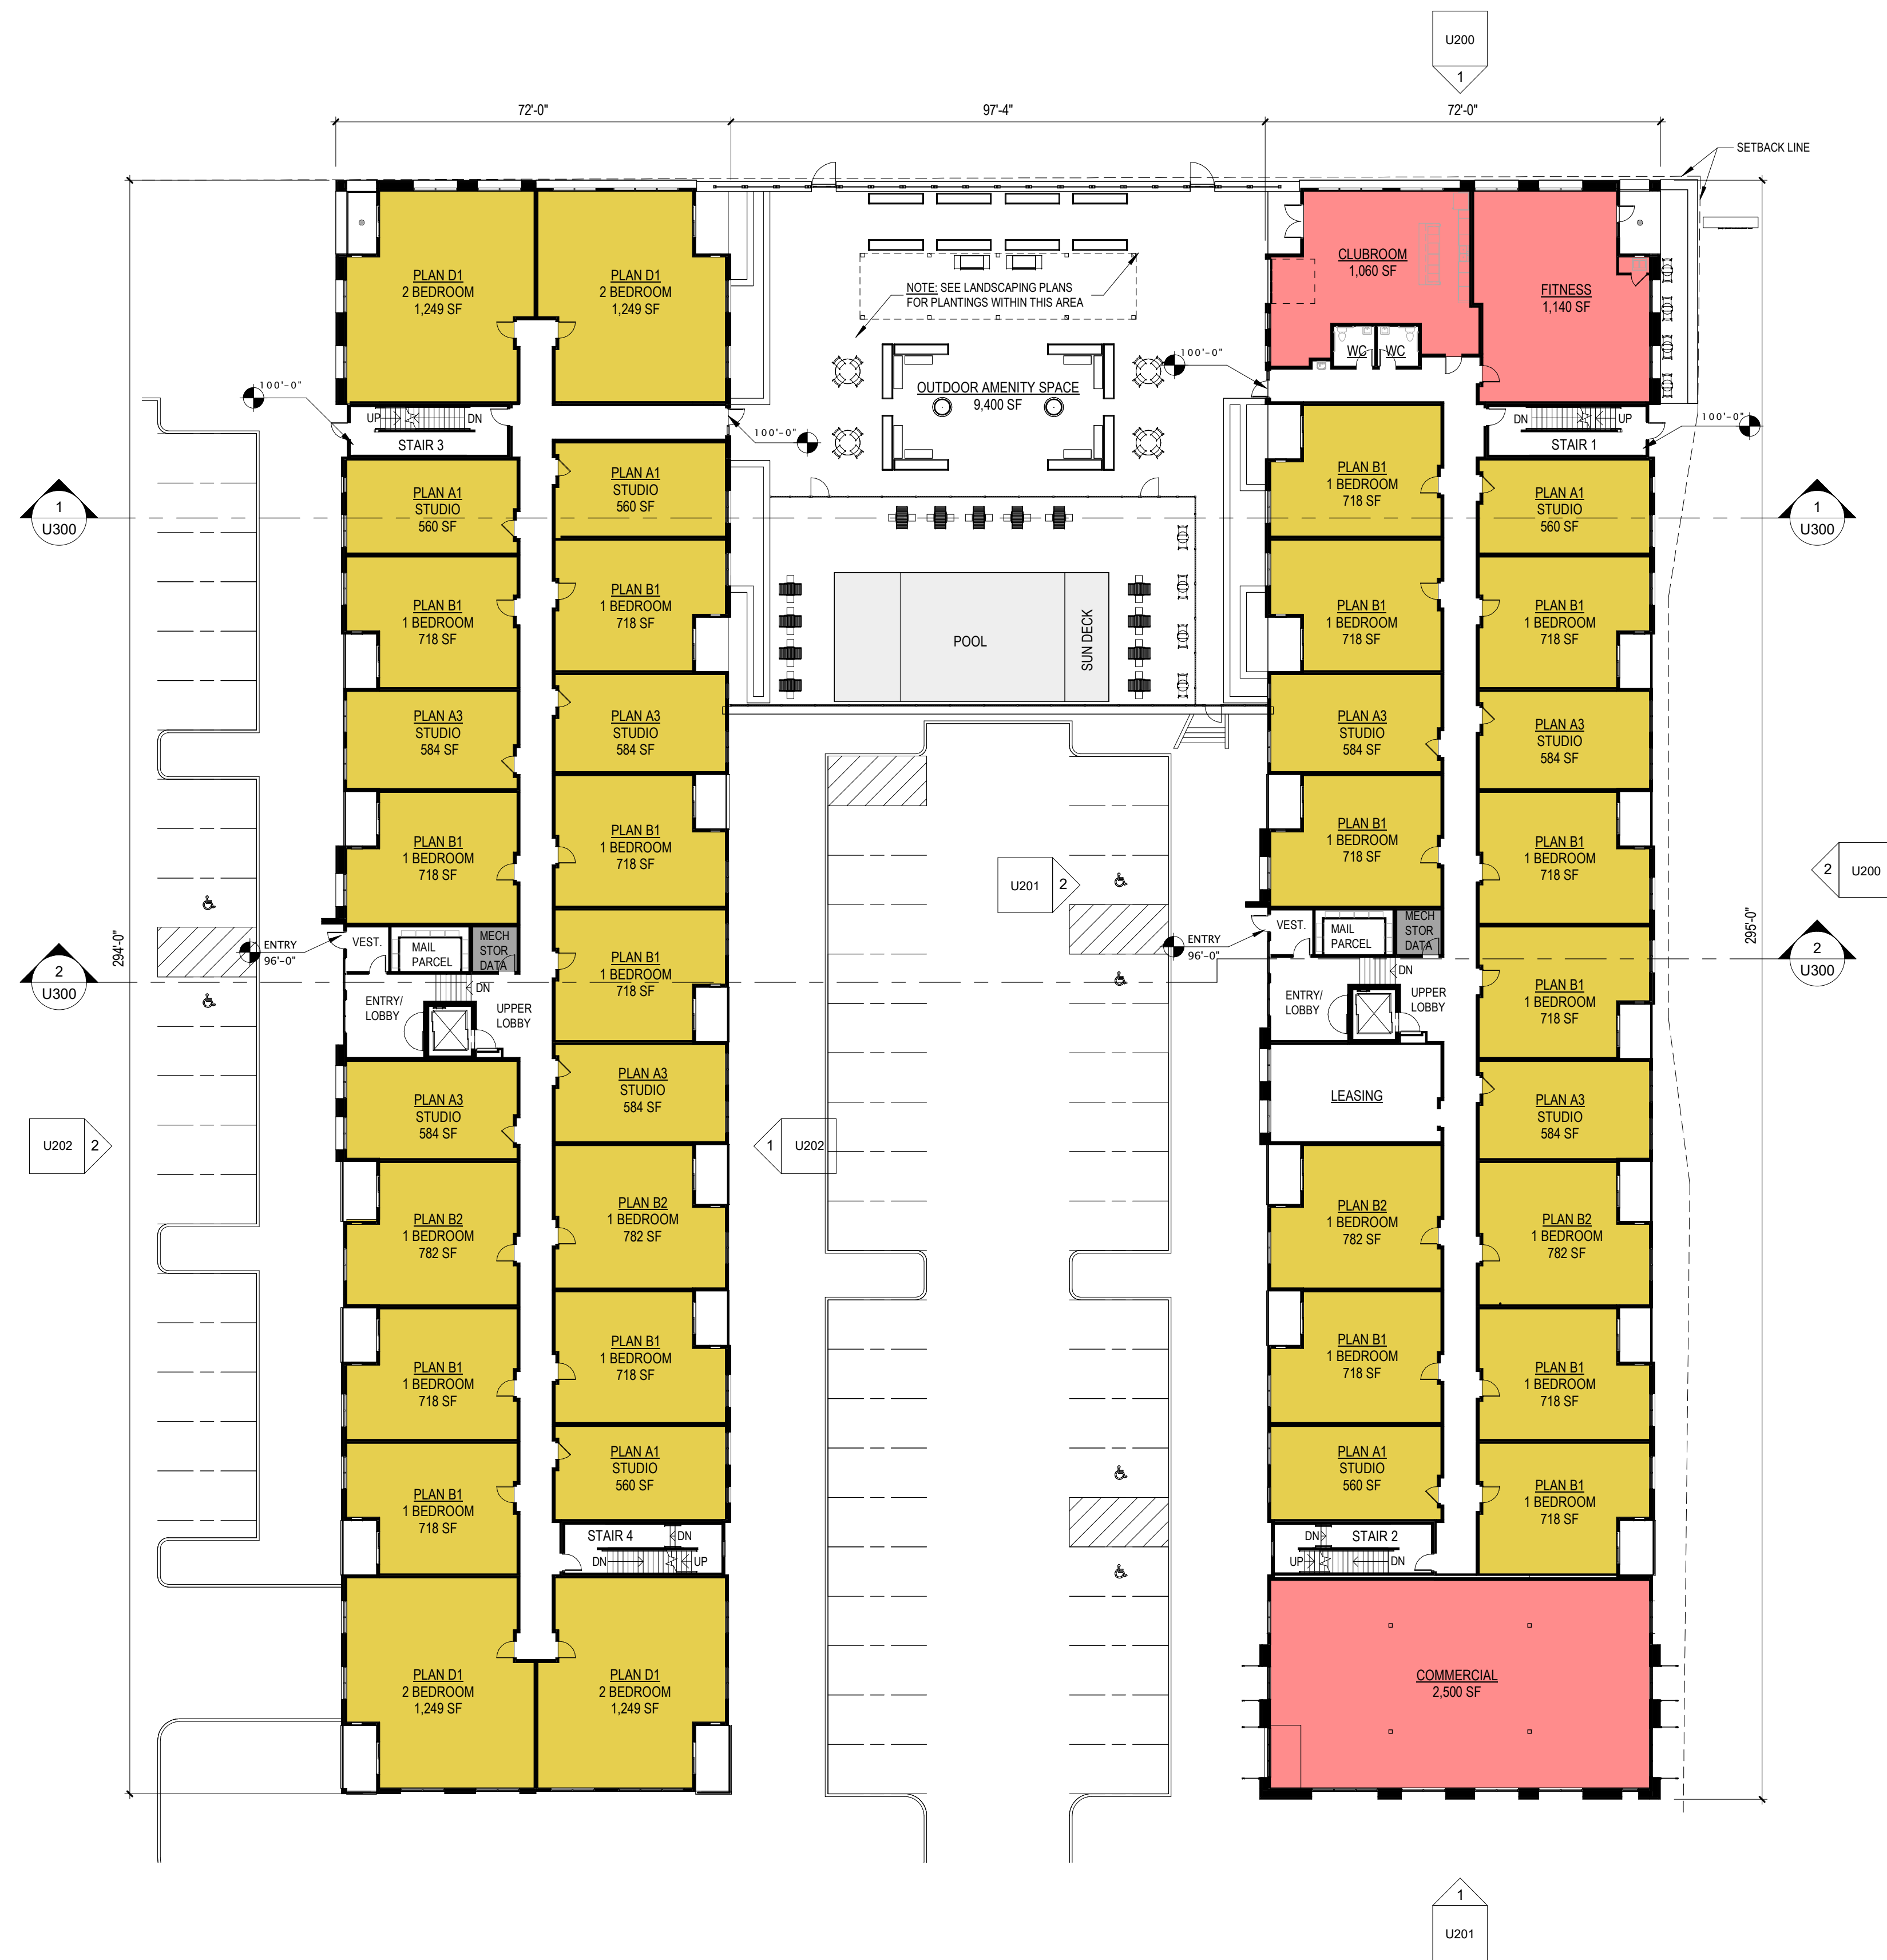 U200
1
72'-0"
97'-4"
72'-0"
SETBACK LINE
PLAN D1
2 BEDROOM
1,249 SF
PLAN D1
2 BEDROOM
1,249 SF
NOTE: SEE LANDSCAPING PLANS
FOR PLANTINGS WITHIN THIS AREA
CLUBROOM
1,060 SF
FITNESS
1,140 SF
WC
WC
100'-0"
100'-0"
OUTDOOR AMENITY SPACE
9,400 SF
UP
DN
STAIR 3
100'-0"
DN
UP
STAIR 1
100'-0"
PLAN A1
STUDIO
560 SF
PLAN A1
STUDIO
560 SF
PLAN B1
1 BEDROOM
718 SF
PLAN A1
STUDIO
560 SF
1
U300
1
U300
PLAN B1
1 BEDROOM
718 SF
PLAN B1
1 BEDROOM
718 SF
PLAN B1
1 BEDROOM
718 SF
PLAN B1
1 BEDROOM
718 SF
POOL
SUN DECK
PLAN A3
STUDIO
584 SF
PLAN A3
STUDIO
584 SF
PLAN A3
STUDIO
584 SF
PLAN A3
STUDIO
584 SF
PLAN B1
1 BEDROOM
718 SF
PLAN B1
1 BEDROOM
718 SF
PLAN B1
1 BEDROOM
718 SF
PLAN B1
1 BEDROOM
718 SF
U201
2
2
U200
294'-0"
295'-0"
ENTRY
96'-0"
VEST.
MAIL
PARCEL
MECH
STOR
DATA
PLAN B1
1 BEDROOM
718 SF
ENTRY
96'-0"
VEST.
MAIL
PARCEL
MECH
STOR
DATA
PLAN B1
1 BEDROOM
718 SF
2
U300
2
U300
DN
ENTRY/
LOBBY
UPPER
LOBBY
DN
ENTRY/
LOBBY
UPPER
LOBBY
PLAN A3
STUDIO
584 SF
PLAN A3
STUDIO
584 SF
LEASING
PLAN A3
STUDIO
584 SF
U202
2
1
U202
PLAN B2
1 BEDROOM
782 SF
PLAN B2
1 BEDROOM
782 SF
PLAN B2
1 BEDROOM
782 SF
PLAN B2
1 BEDROOM
782 SF
PLAN B1
1 BEDROOM
718 SF
PLAN B1
1 BEDROOM
718 SF
PLAN B1
1 BEDROOM
718 SF
PLAN B1
1 BEDROOM
718 SF
PLAN B1
1 BEDROOM
718 SF
PLAN A1
STUDIO
560 SF
PLAN A1
STUDIO
560 SF
PLAN B1
1 BEDROOM
718 SF
STAIR 4
DN
DN
UP
DN
STAIR 2
UP
DN
PLAN D1
2 BEDROOM
1,249 SF
PLAN D1
2 BEDROOM
1,249 SF
COMMERCIAL
2,500 SF
1
U201